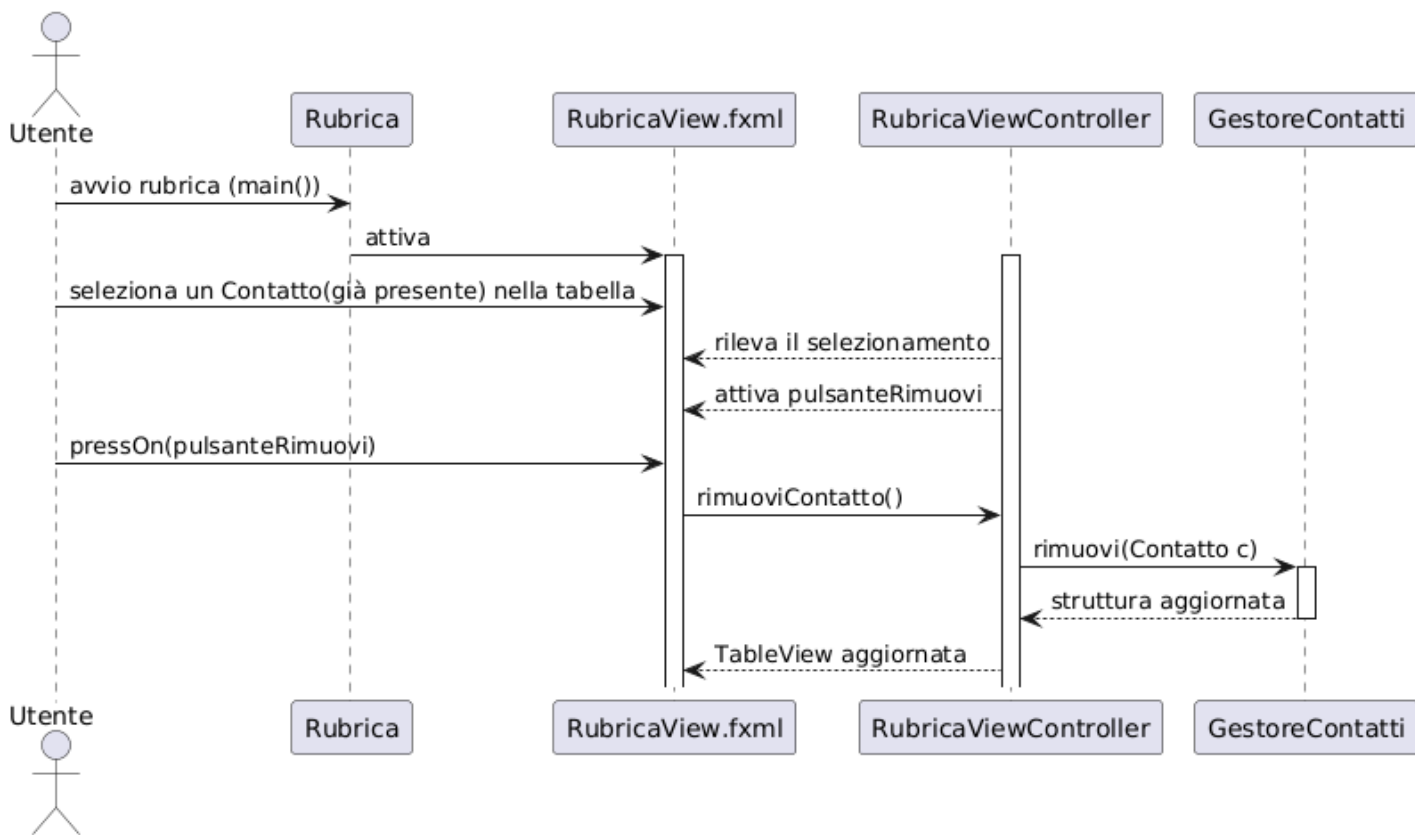 Utente
Rubrica
RubricaView.fxml
RubricaViewController
GestoreContatti
avvio rubrica (main())
attiva
seleziona un Contatto(già presente) nella tabella
rileva il selezionamento
attiva pulsanteRimuovi
pressOn(pulsanteRimuovi)
rimuoviContatto()
rimuovi(Contatto c)
struttura aggiornata
TableView aggiornata
Utente
Rubrica
RubricaView.fxml
RubricaViewController
GestoreContatti